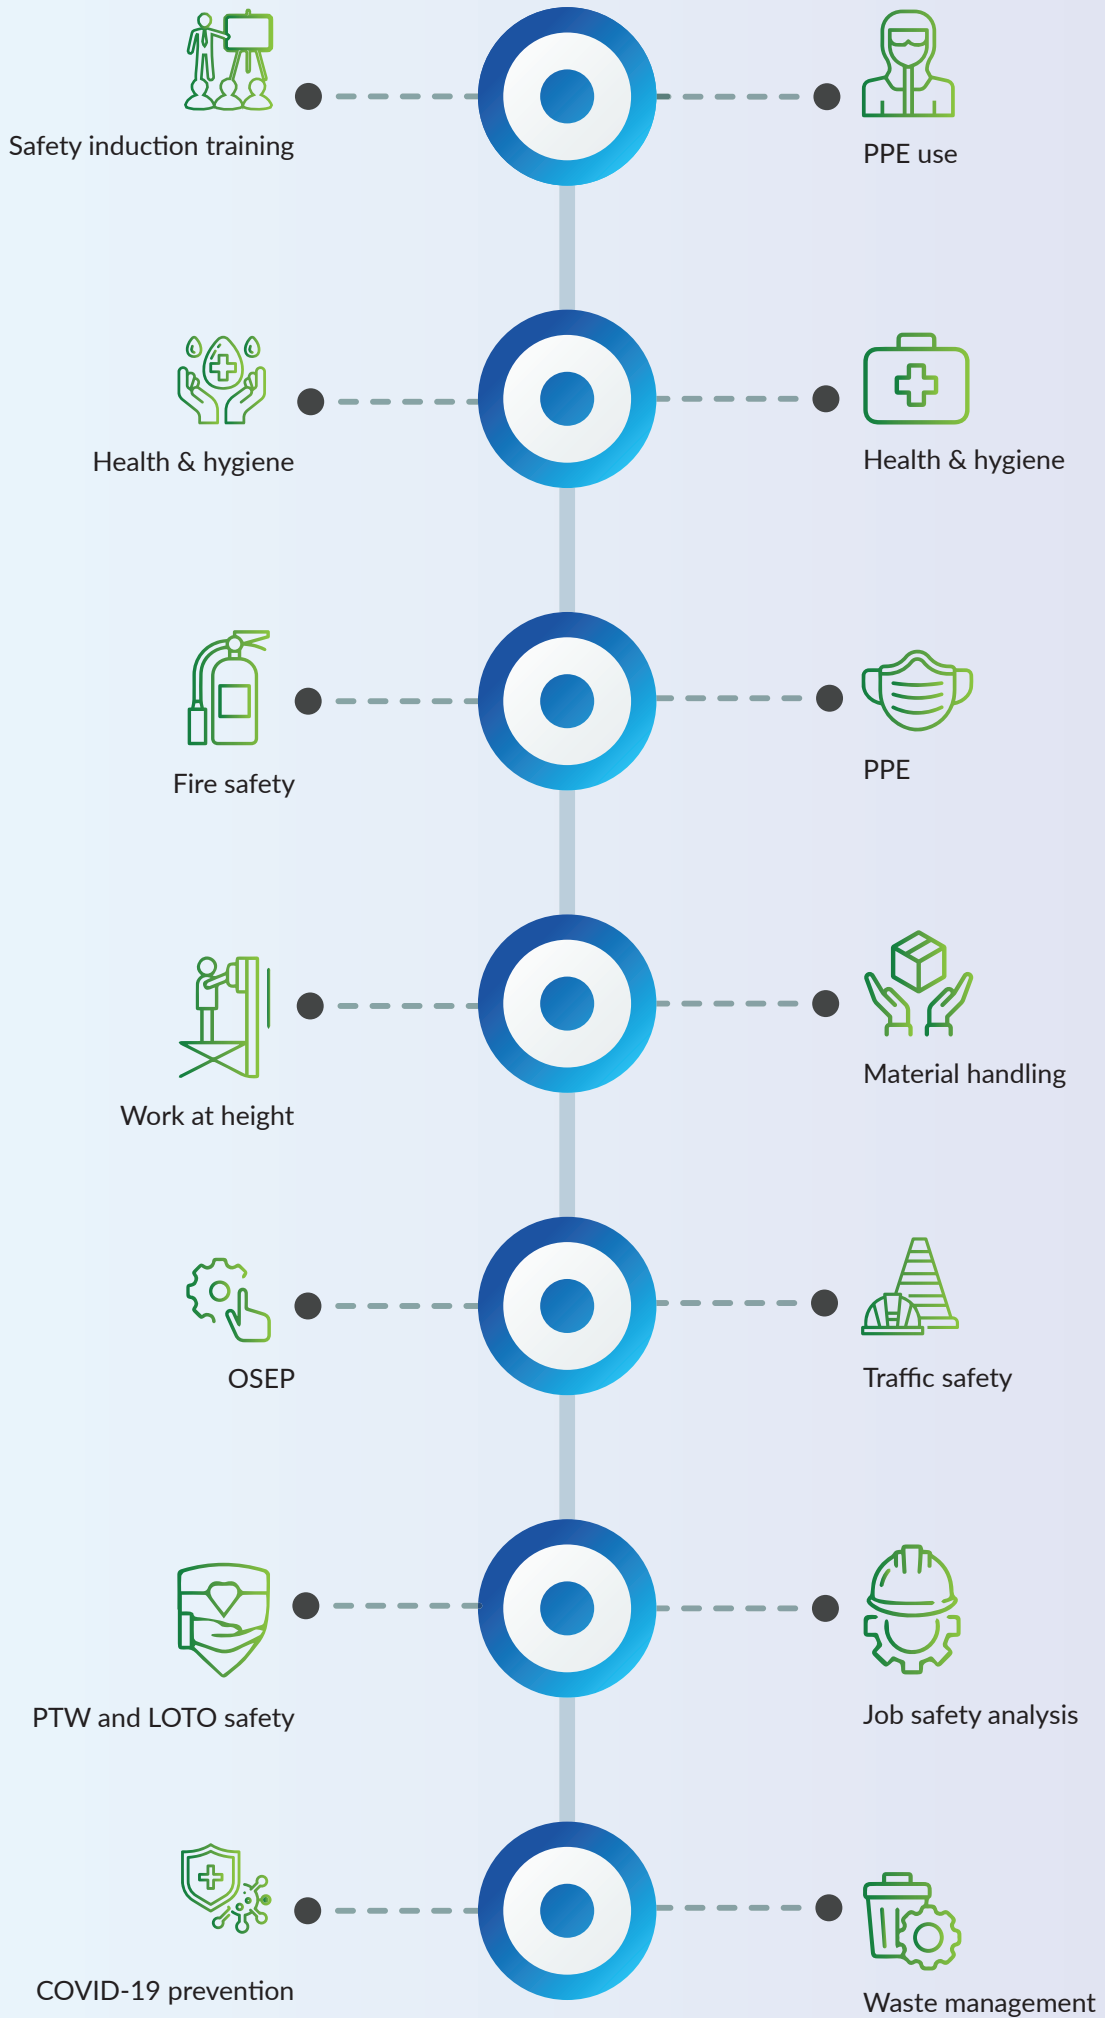 Safety induction training
PPE use
Health & hygiene
Health & hygiene
Fire safety
PPE
Work at height
Material handling
OSEP
Traffic safety
PTW and LOTO safety
Job safety analysis
COVID-19 prevention
Waste management